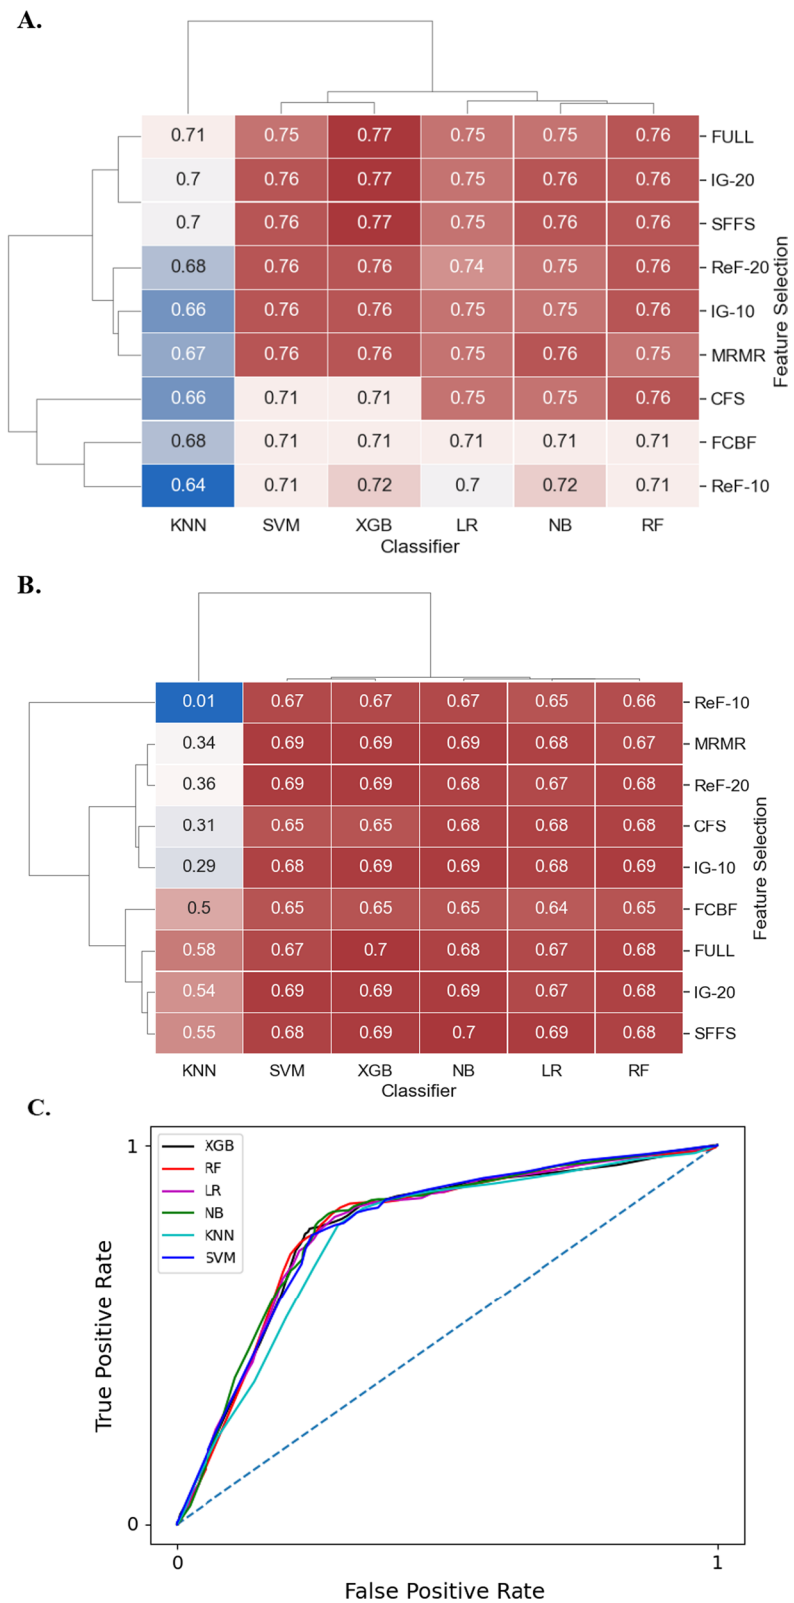 A.
0.71 0.75 0.77 0.75 0.75 0.76 FULL
0.7 0.76 0.77 0.75 0.76 0.76 IG-20
0.7 0.76 0.77 0.75 0.76 0.76 SFFS
0.68 0.76 0.76 0.74 0.75 0.76 ReF-20
0.66 0.76 0.76 0.75 0.75 0.76 IG-10
0.67 0.76 0.76 0.75 0.76 0.75 MRMR
0.66 0.71 0.71 0.75 0.75 0.76 CFS
0.68 0.71 0.71 0.71 0.71 0.71 FCBF
0.64 0.71 0.72 0.7 0.72 0.71 ReF-10
Feature Selection
KNN SVM XGB LR NB RF
Classifier
B.
0.01 0.67 0.67 0.67 0.65 0.66 ReF-10
0.34 0.69 0.69 0.69 0.68 0.67 MRMR
0.36 0.69 0.69 0.68 0.67 0.68 ReF-20
0.31 0.65 0.65 0.68 0.68 0.68 CFS
0.29 0.68 0.69 0.69 0.68 0.69 IG-10
0.5 0.65 0.65 0.65 0.64 0.65 FCBF
0.58 0.67 0.7 0.68 0.67 0.68 FULL
0.54 0.69 0.69 0.69 0.67 0.68 IG-20
0.55 0.68 0.69 0.7 0.69 0.68 SFFS
Feature Selection
KNN SVM XGB NB LR RF
Classifier
C.
XGB
RF
LR
NB
KNN
SVM
1
True Positive Rate
0
0 1
False Positive Rate